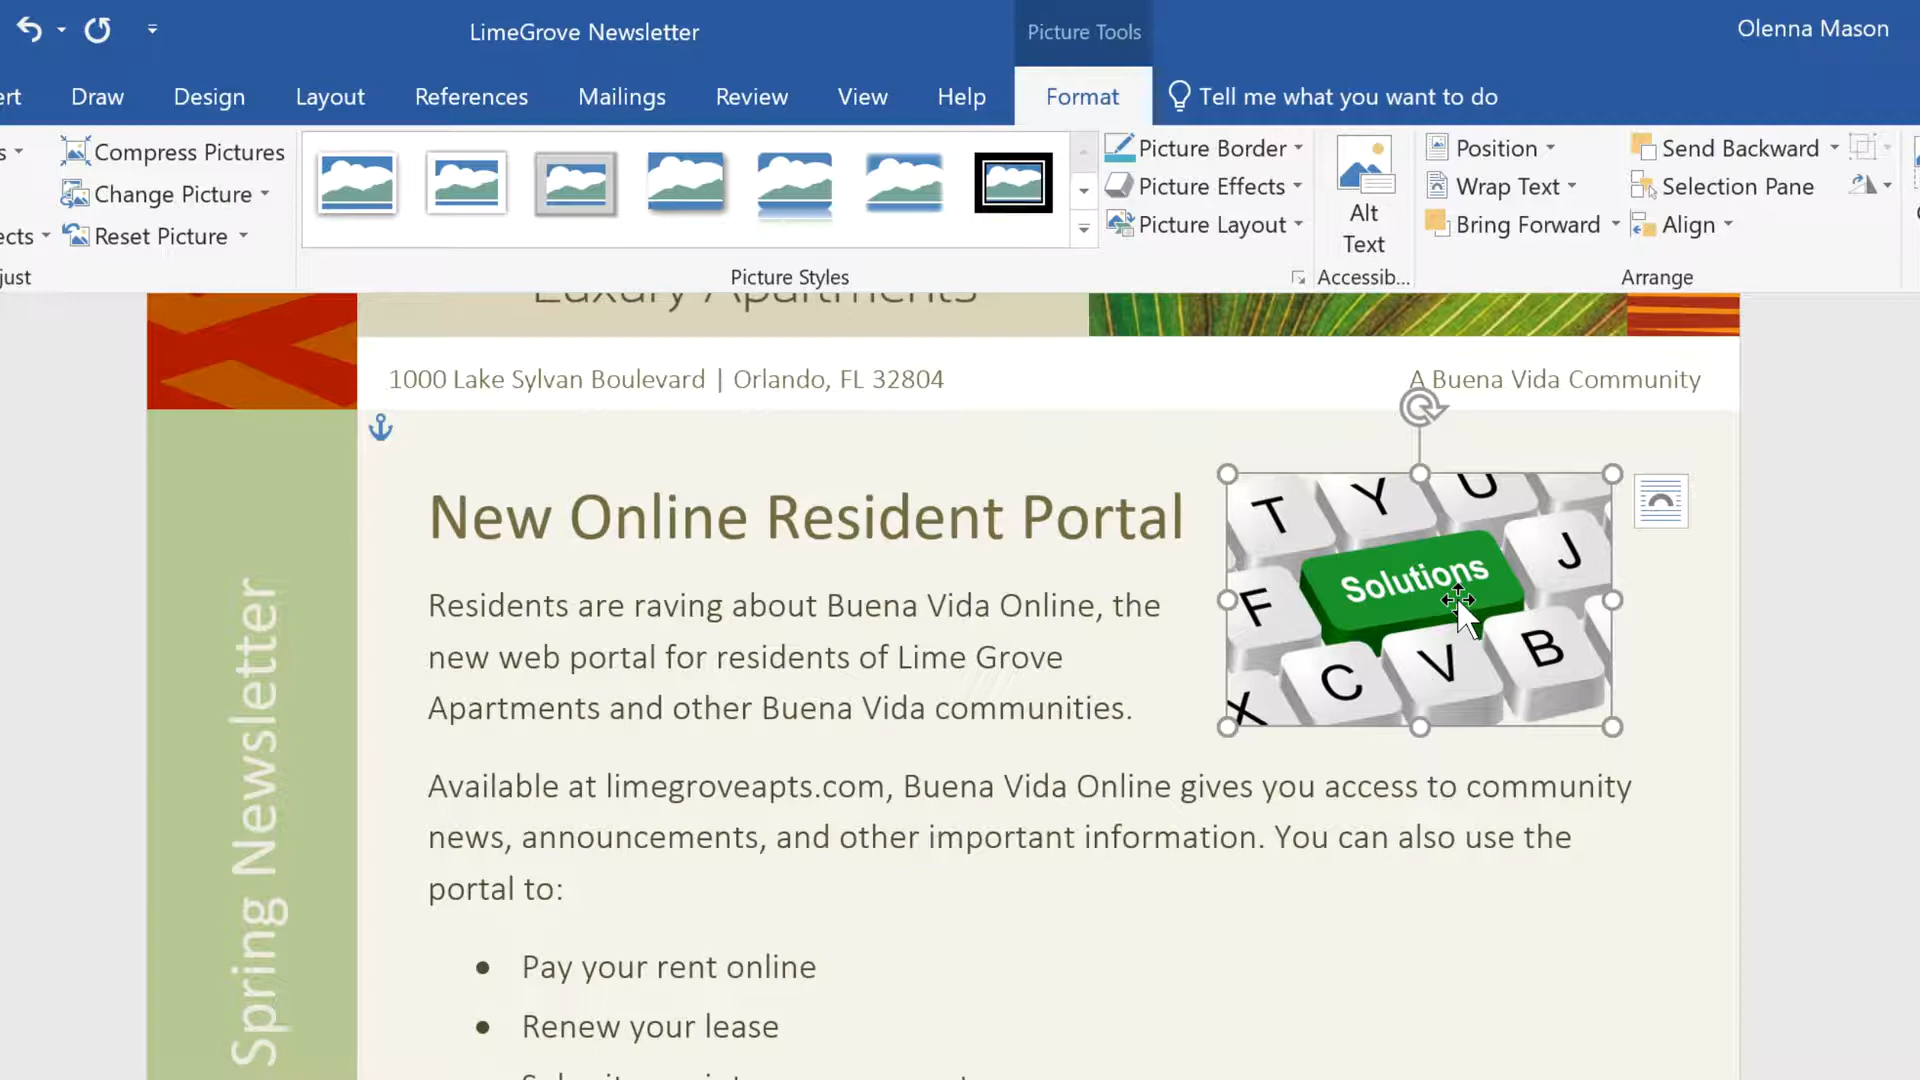 LimeGrove Newsletter
Picture Tools
Olenna Mason
ert Draw Design Layout References Mailings Review View Help Format Tell me what you want to do
s
Compress Pictures
Change Picture
ects
Reset Picture
just
Picture Styles
Picture Border
Picture Effects
Picture Layout
Alt
Text
Accessib...
Position
Wrap Text
Bring Forward
Send Backward
Selection Pane
Align
Arrange
Luxury Apartments
1000 Lake Sylvan Boulevard | Orlando, FL 32804
A Buena Vida Community
Spring Newsletter
New Online Resident Portal
Residents are raving about Buena Vida Online, the
new web portal for residents of Lime Grove
Apartments and other Buena Vida communities.
T Y U
Solutions J
F
C V B
X
Available at limegroveapts.com, Buena Vida Online gives you access to community
news, announcements, and other important information. You can also use the
portal to:
• Pay your rent online
• Renew your lease